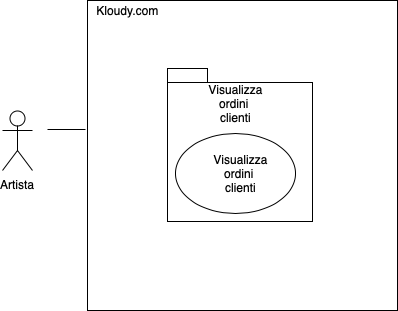 Kloudy.com
Visualizza
ordini
clienti
Visualizza
ordini
clienti
Artista